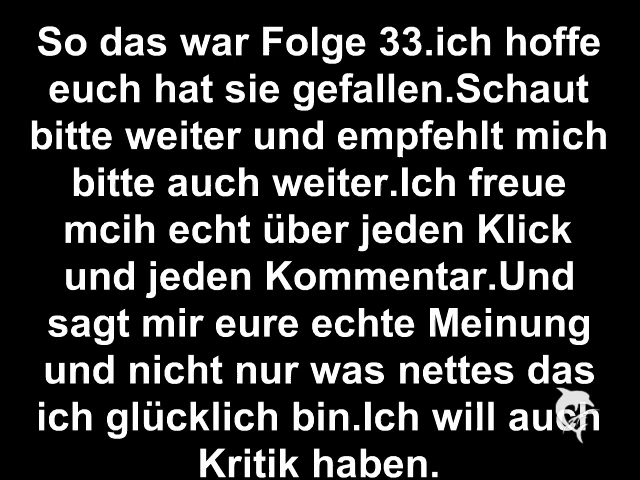 So das war Folge 33.ich hoffe
euch hat sie gefallen.Schaut
bitte weiter und empfehlt mich
bitte auch weiter.Ich freue
mcih echt über jeden Klick
und jeden Kommentar.Und
sagt mir eure echte Meinung
und nicht nur was nettes das
ich glücklich bin.Ich will auch
Kritik haben.